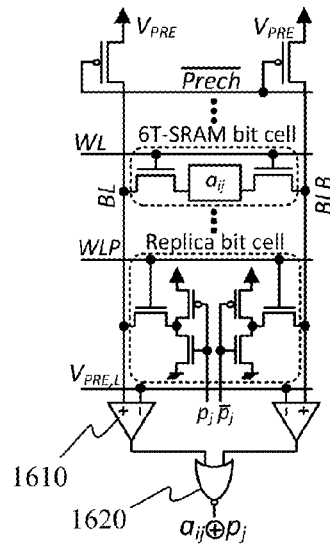 V_PRE V_PRE
Prech
6T-SRAM bit cell
WL
BL a_ij BLB
Replica bit cell
WLP
V_PRE,L
p_j p̅_j
+ - - +
1610
1620
a_ij⊕p_j